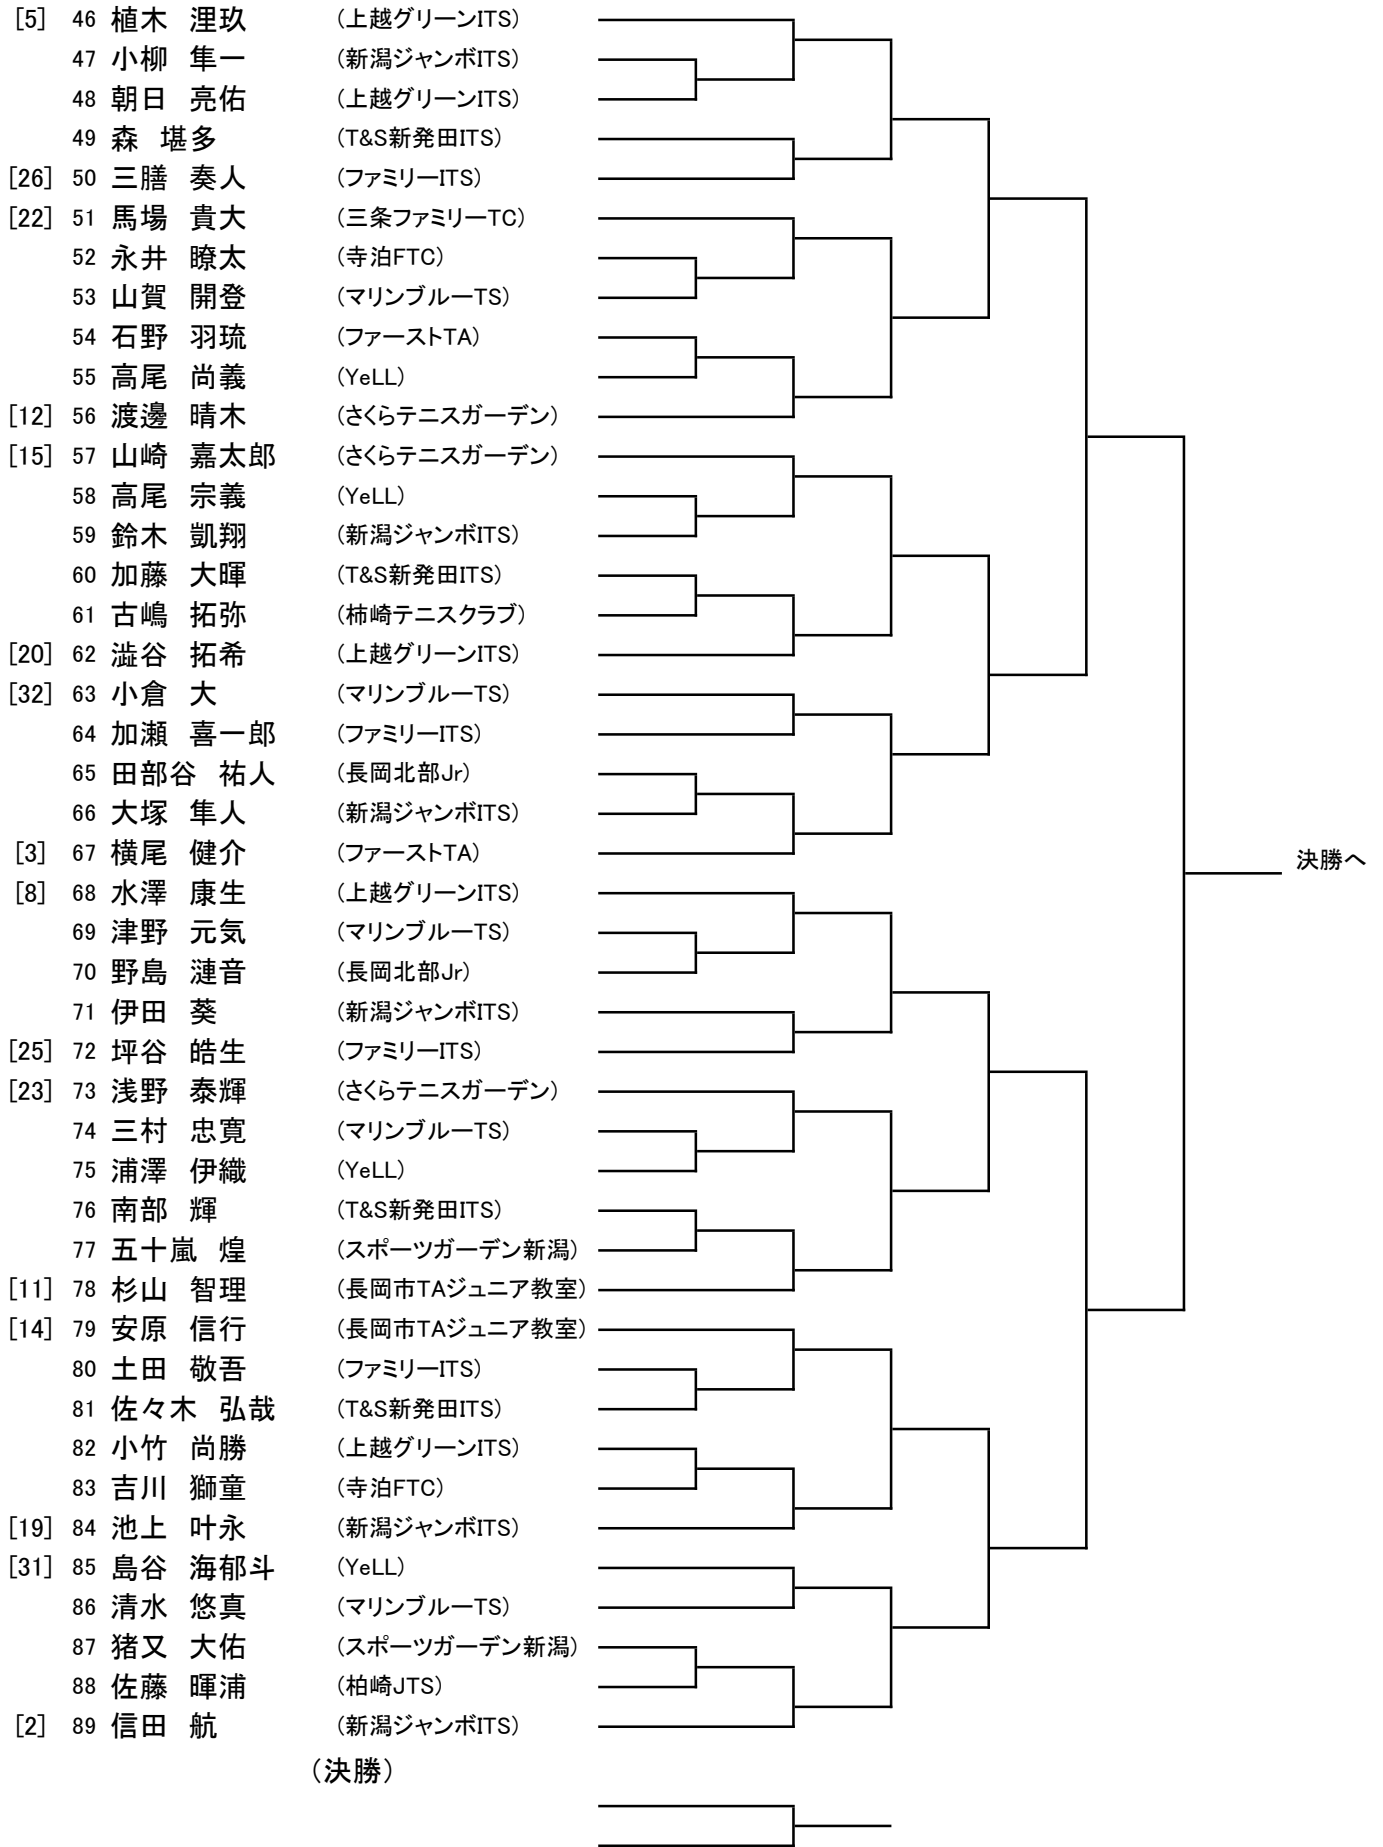 [5] 46 植木 浬玖 (上越グリーンITS)
47 小柳 隼一 (新潟ジャンボITS)
48 朝日 亮佑 (上越グリーンITS)
49 森 堪多 (T&S新発田ITS)
[26] 50 三膳 奏人 (ファミリーITS)
[22] 51 馬場 貴大 (三条ファミリーTC)
52 永井 瞭太 (寺泊FTC)
53 山賀 開登 (マリンブルーTS)
54 石野 羽琉 (ファーストTA)
55 高尾 尚義 (YeLL)
[12] 56 渡邊 晴木 (さくらテニスガーデン)
[15] 57 山崎 嘉太郎 (さくらテニスガーデン)
58 高尾 宗義 (YeLL)
59 鈴木 凱翔 (新潟ジャンボITS)
60 加藤 大暉 (T&S新発田ITS)
61 古嶋 拓弥 (柿崎テニスクラブ)
[20] 62 澁谷 拓希 (上越グリーンITS)
[32] 63 小倉 大 (マリンブルーTS)
64 加瀬 喜一郎 (ファミリーITS)
65 田部谷 祐人 (長岡北部Jr)
66 大塚 隼人 (新潟ジャンボITS)
[3] 67 横尾 健介 (ファーストTA)
決勝へ
[8] 68 水澤 康生 (上越グリーンITS)
69 津野 元気 (マリンブルーTS)
70 野島 漣音 (長岡北部Jr)
71 伊田 葵 (新潟ジャンボITS)
[25] 72 坪谷 皓生 (ファミリーITS)
[23] 73 浅野 泰輝 (さくらテニスガーデン)
74 三村 忠寛 (マリンブルーTS)
75 浦澤 伊織 (YeLL)
76 南部 輝 (T&S新発田ITS)
77 五十嵐 煌 (スポーツガーデン新潟)
[11] 78 杉山 智理 (長岡市TAジュニア教室)
[14] 79 安原 信行 (長岡市TAジュニア教室)
80 土田 敬吾 (ファミリーITS)
81 佐々木 弘哉 (T&S新発田ITS)
82 小竹 尚勝 (上越グリーンITS)
83 吉川 獅童 (寺泊FTC)
[19] 84 池上 叶永 (新潟ジャンボITS)
[31] 85 島谷 海郁斗 (YeLL)
86 清水 悠真 (マリンブルーTS)
87 猪又 大佑 (スポーツガーデン新潟)
88 佐藤 暉浦 (柏崎JTS)
[2] 89 信田 航 (新潟ジャンボITS)
(決勝)